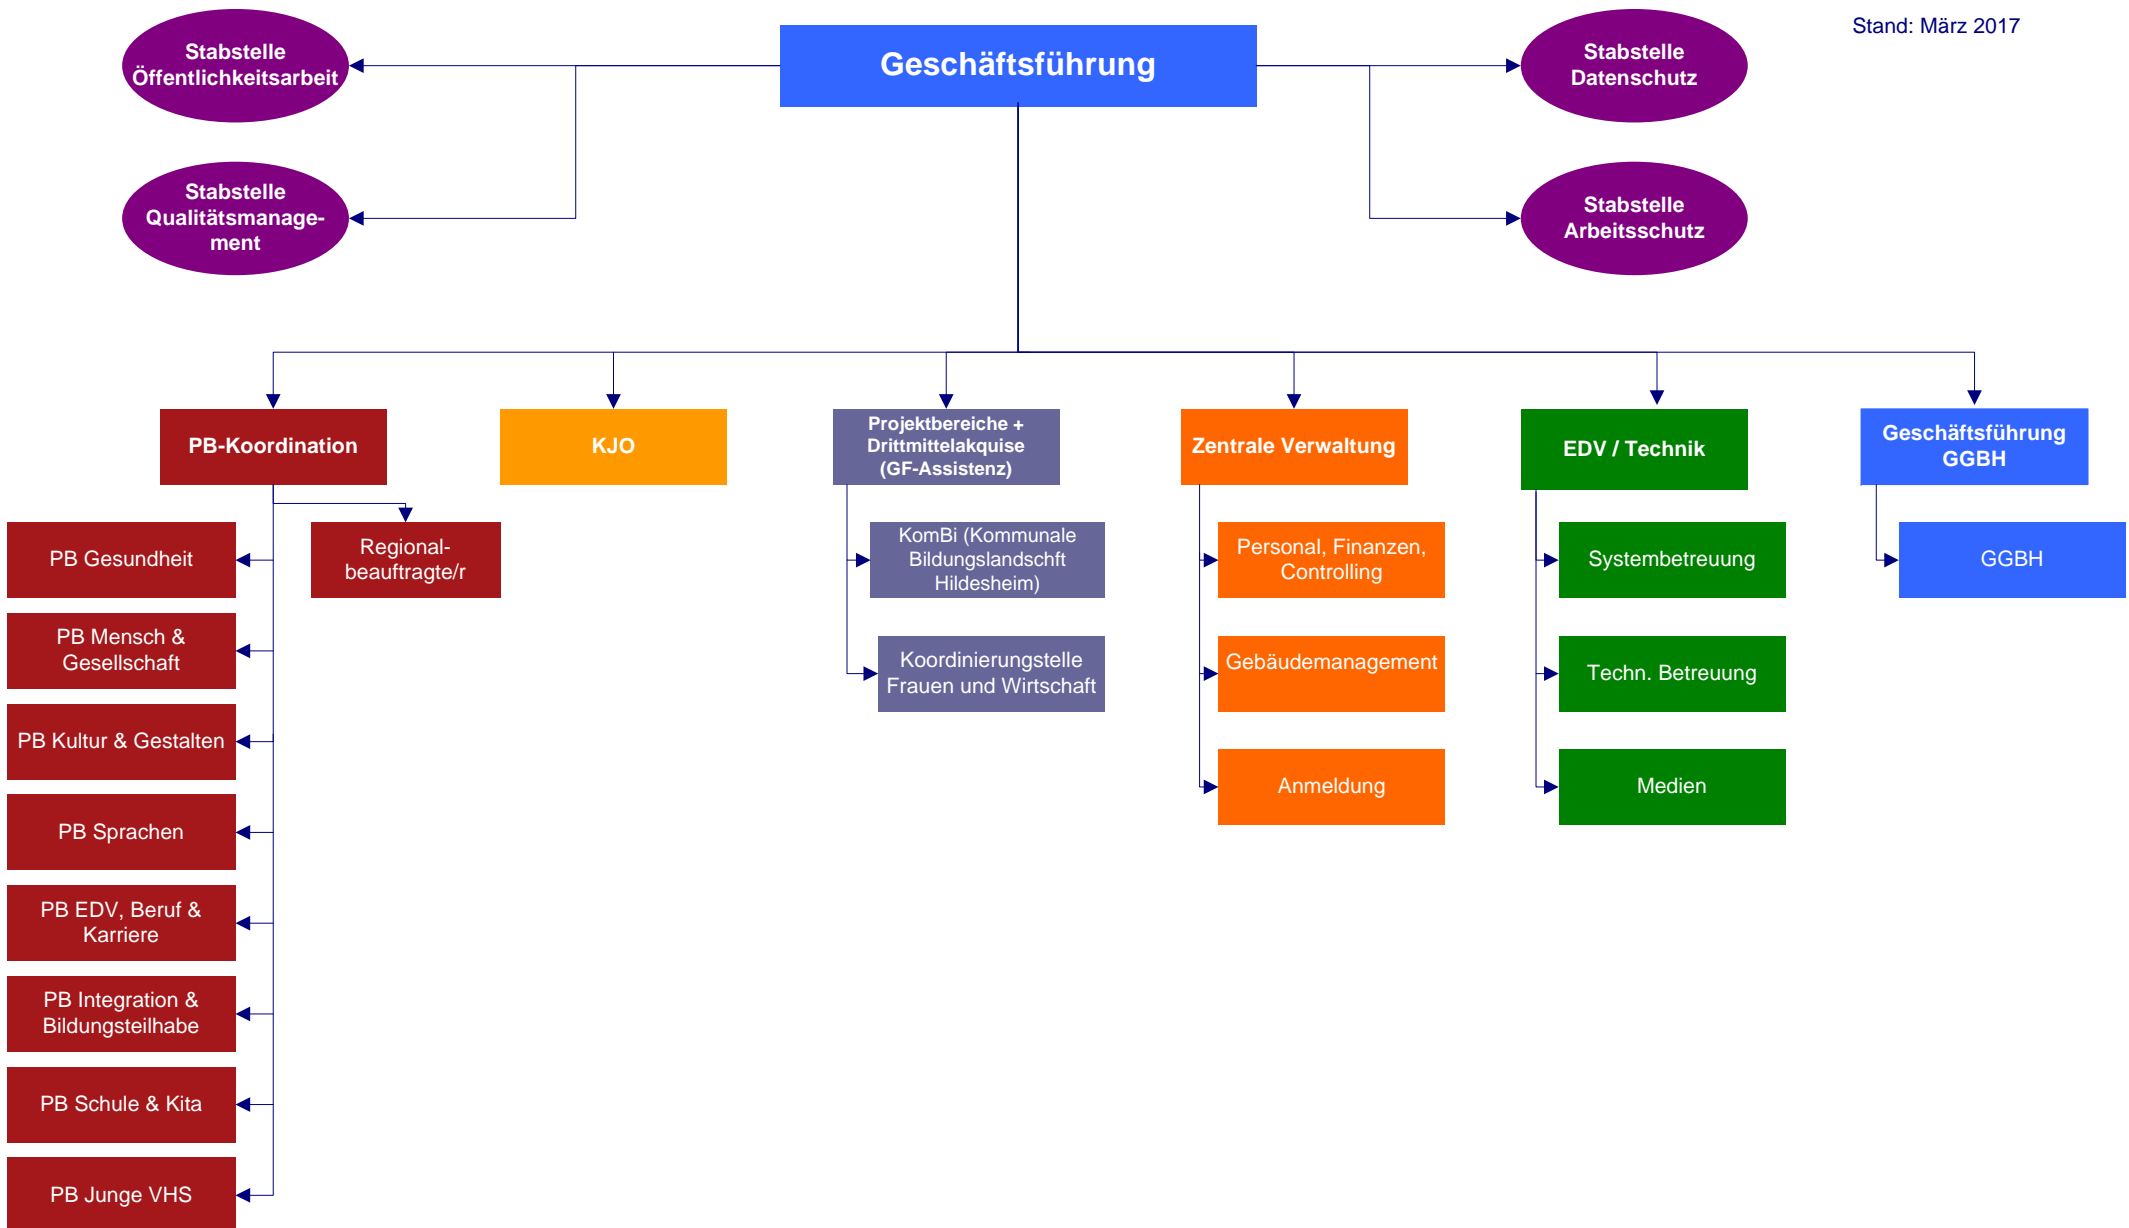 Stand: März 2017
Stabstelle
Öffentlichkeitsarbeit
Geschäftsführung
Stabstelle
Datenschutz
Stabstelle
Qualitätsmanage-
ment
Stabstelle
Arbeitsschutz
PB-Koordination
KJO
Projektbereiche +
Drittmittelakquise
(GF-Assistenz)
Zentrale Verwaltung
EDV / Technik
Geschäftsführung
GGBH
PB Gesundheit
Regional-
beauftragte/r
KomBi (Kommunale
Bildungslandschft
Hildesheim)
Personal, Finanzen,
Controlling
Systembetreuung
GGBH
PB Mensch &
Gesellschaft
Koordinierungstelle
Frauen und Wirtschaft
Gebäudemanagement
Techn. Betreuung
PB Kultur & Gestalten
Anmeldung
Medien
PB Sprachen
PB EDV, Beruf &
Karriere
PB Integration &
Bildungsteilhabe
PB Schule & Kita
PB Junge VHS